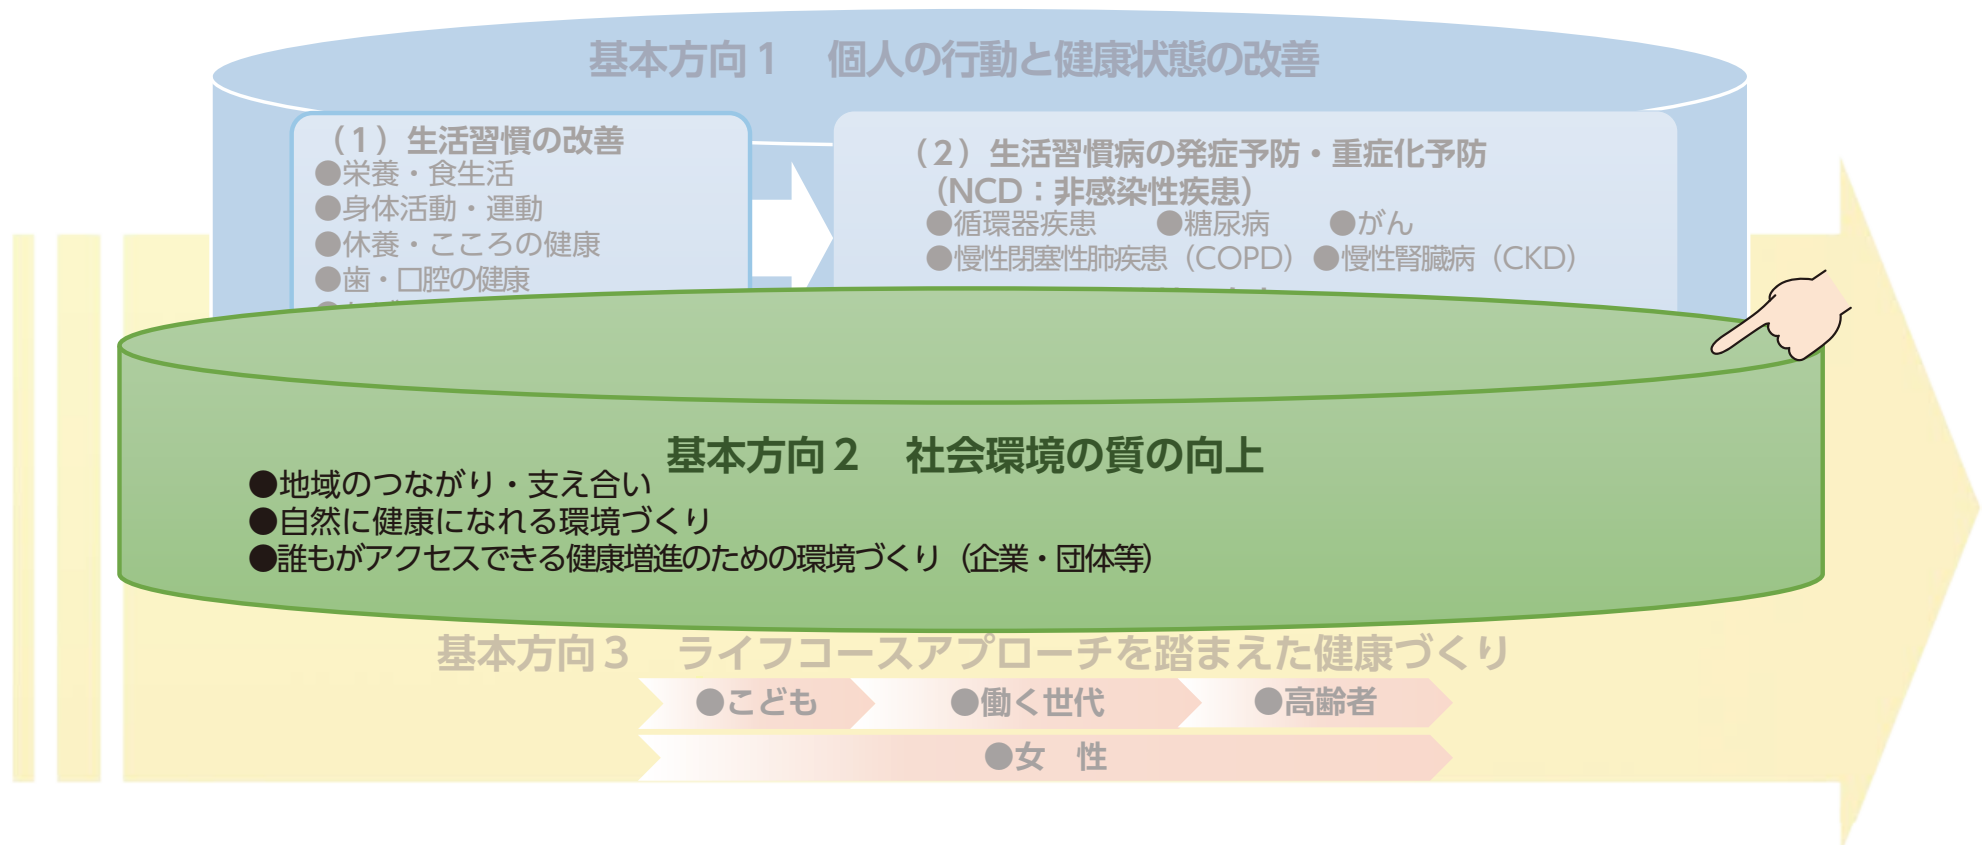 基本方向1　個人の行動と健康状態の改善
（1）生活習慣の改善
●栄養・食生活
●身体活動・運動
●休養・こころの健康
●歯・口腔の健康
（2）生活習慣病の発症予防・重症化予防
（NCD：非感染性疾患）
●循環器疾患　●糖尿病　●がん
●慢性閉塞性肺疾患（COPD）●慢性腎臓病（CKD）
基本方向2　社会環境の質の向上
●地域のつながり・支え合い
●自然に健康になれる環境づくり
●誰もがアクセスできる健康増進のための環境づくり（企業・団体等）
基本方向3　ライフコースアプローチを踏まえた健康づくり
●こども　●働く世代　●高齢者
●女　性